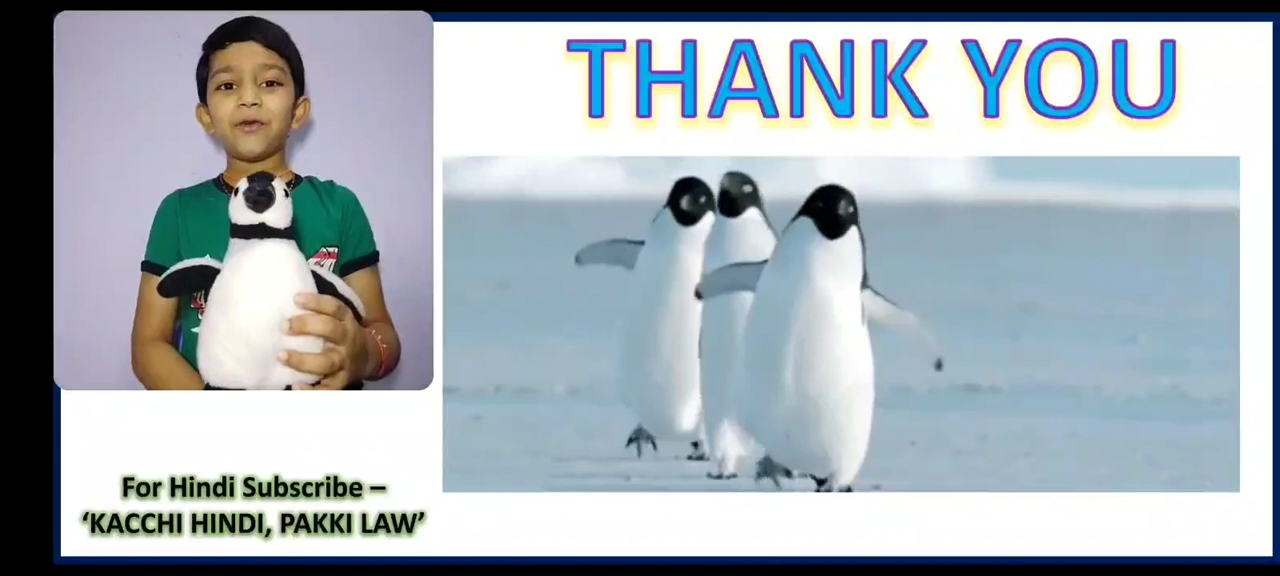 THANK YOU
For Hindi Subscribe –
‘KACCHI HINDI, PAKKI LAW’